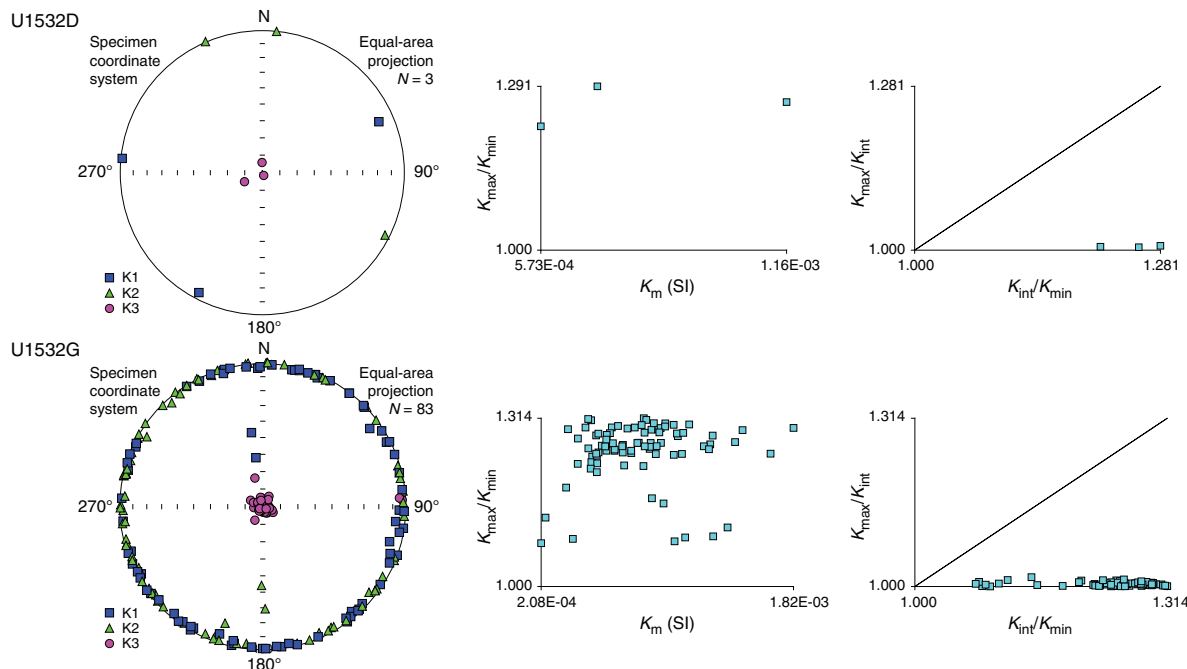 U1532D
N
Specimen
coordinate
system
Equal-area
projection
N = 3
270°
90°
180°
K1
K2
K3
1.291
Kmax/Kmin
1.000
5.73E-04
1.16E-03
Km (SI)
1.281
Kmax/Kint
1.000
1.000
1.281
Kint/Kmin
U1532G
N
Specimen
coordinate
system
Equal-area
projection
N = 83
270°
90°
180°
K1
K2
K3
1.314
Kmax/Kmin
1.000
2.08E-04
1.82E-03
Km (SI)
1.314
Kmax/Kint
1.000
1.000
1.314
Kint/Kmin